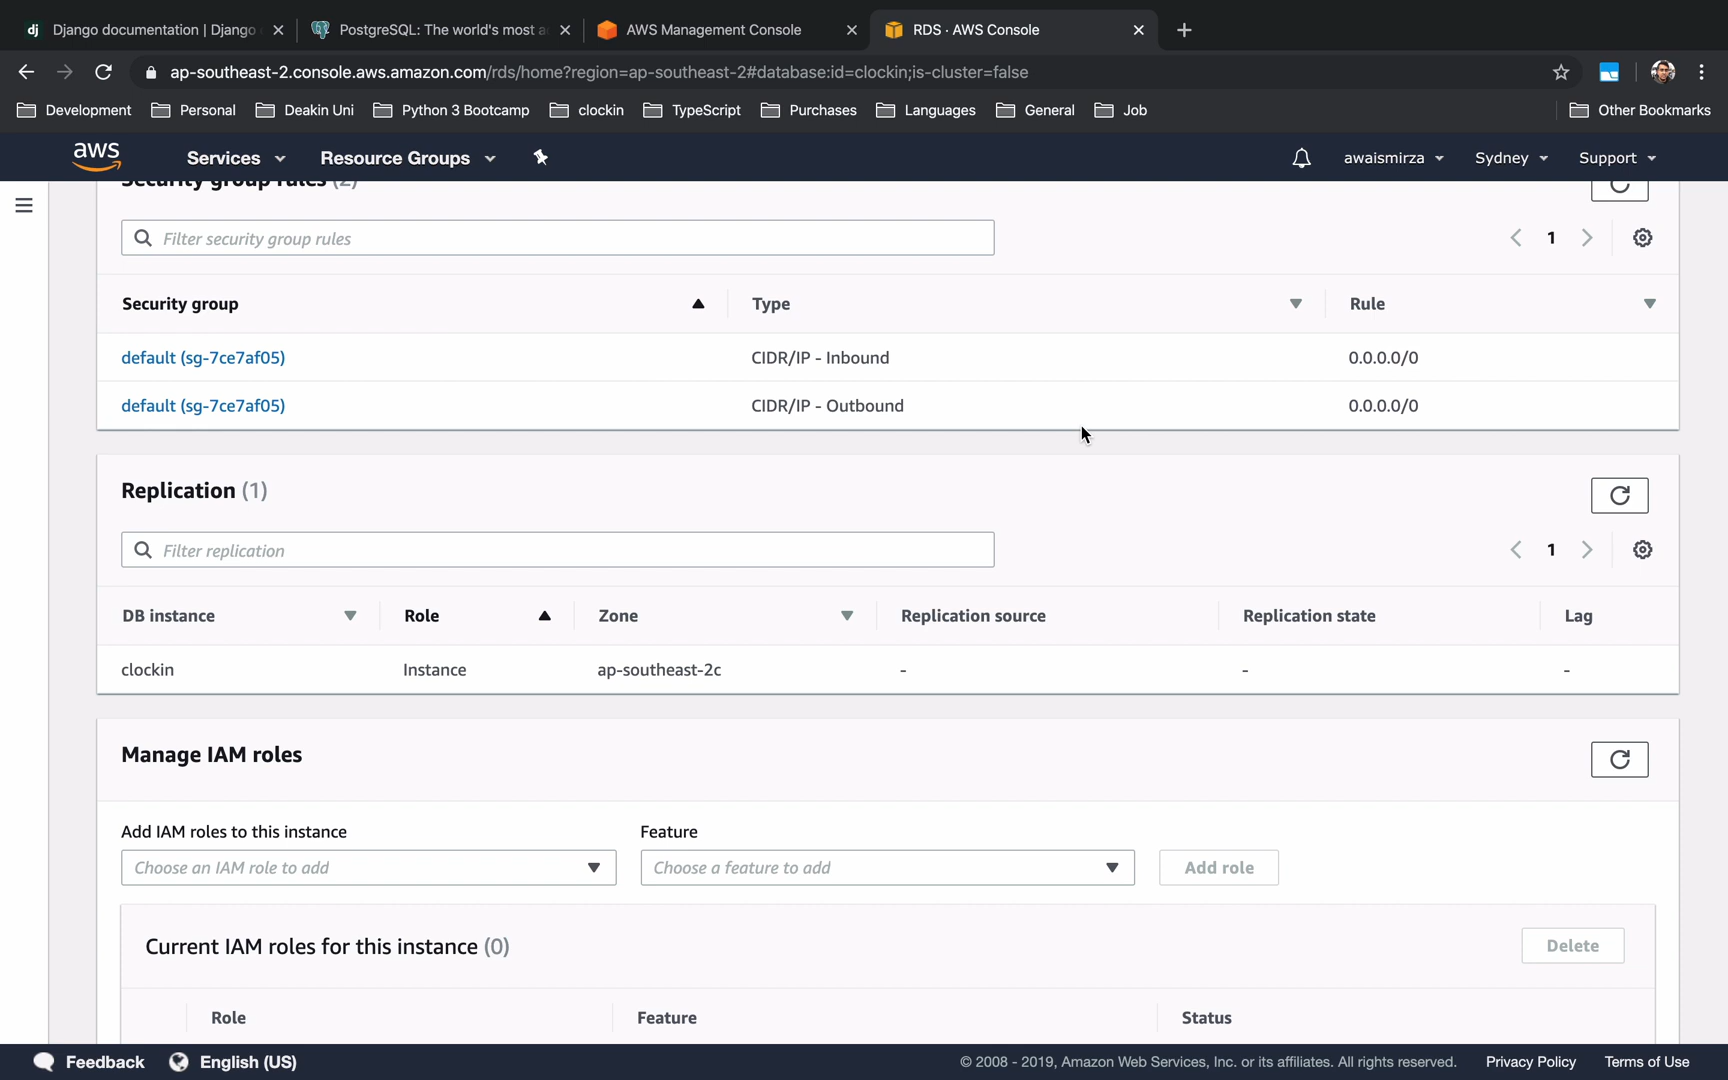 Django documentation | Django
PostgreSQL: The world's most a
AWS Management Console
RDS · AWS Console
ap-southeast-2.console.aws.amazon.com/rds/home?region=ap-southeast-2#database:id=clockin;is-cluster=false
Development
Personal
Deakin Uni
Python 3 Bootcamp
clockin
TypeScript
Purchases
Languages
General
Job
Other Bookmarks
aws
Services
Resource Groups
awaismirza
Sydney
Support
Security group rules (2)
Filter security group rules
1
Security group
Type
Rule
default (sg-7ce7af05)
CIDR/IP - Inbound
0.0.0.0/0
default (sg-7ce7af05)
CIDR/IP - Outbound
0.0.0.0/0
Replication (1)
Filter replication
1
DB instance
Role
Zone
Replication source
Replication state
Lag
clockin
Instance
ap-southeast-2c
-
-
-
Manage IAM roles
Add IAM roles to this instance
Feature
Choose an IAM role to add
Choose a feature to add
Add role
Current IAM roles for this instance (0)
Delete
Role
Feature
Status
Feedback
English (US)
© 2008 - 2019, Amazon Web Services, Inc. or its affiliates. All rights reserved.
Privacy Policy
Terms of Use